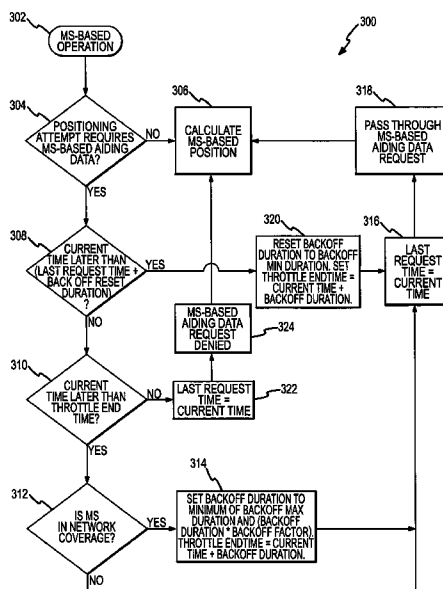 302
MS-BASED
OPERATION
300
304
POSITIONING
ATTEMPT REQUIRES
MS-BASED AIDING
DATA?
NO
YES
306
CALCULATE
MS-BASED
POSITION
318
PASS THROUGH
MS-BASED
AIDING DATA
REQUEST
308
CURRENT
TIME LATER THAN
(LAST REQUEST TIME +
BACK OFF RESET
DURATION)
?
YES
NO
320
RESET BACKOFF
DURATION TO BACKOFF
MIN DURATION. SET
THROTTLE ENDTIME =
CURRENT TIME +
BACKOFF DURATION.
316
LAST
REQUEST
TIME =
CURRENT
TIME
MS-BASED
AIDING DATA
REQUEST
DENIED
324
310
CURRENT
TIME LATER THAN
THROTTLE END
TIME?
NO
YES
LAST REQUEST
TIME =
CURRENT TIME
322
312
IS MS
IN NETWORK
COVERAGE?
YES
NO
314
SET BACKOFF DURATION TO
MINIMUM OF BACKOFF MAX
DURATION AND (BACKOFF
DURATION * BACKOFF FACTOR).
THROTTLE ENDTIME = CURRENT
TIME + BACKOFF DURATION.